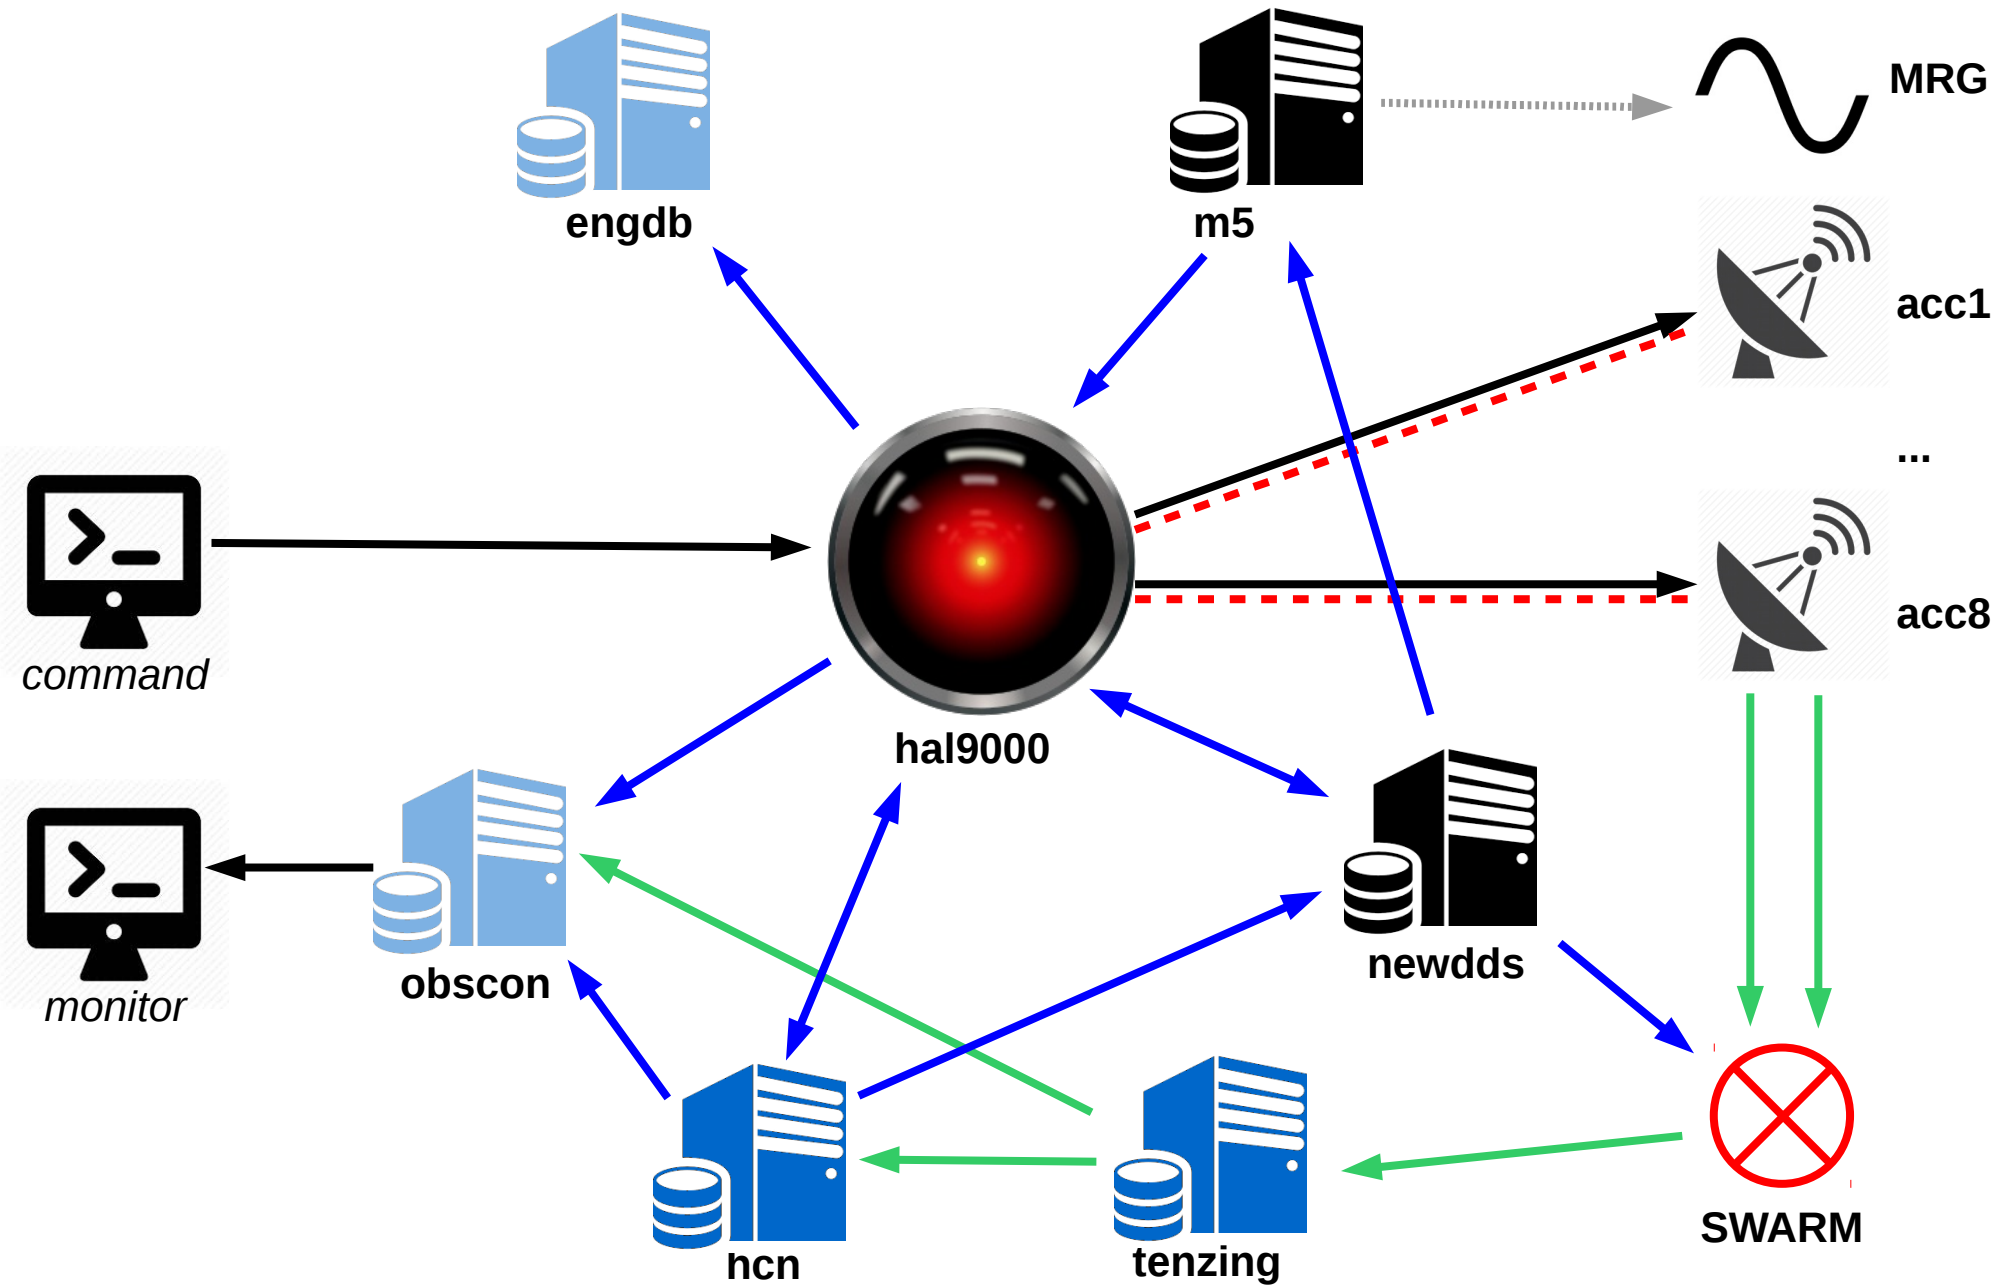 MRG
engdb
m5
acc1
...
acc8
command
hal9000
newdds
obscon
monitor
SWARM
hcn
tenzing